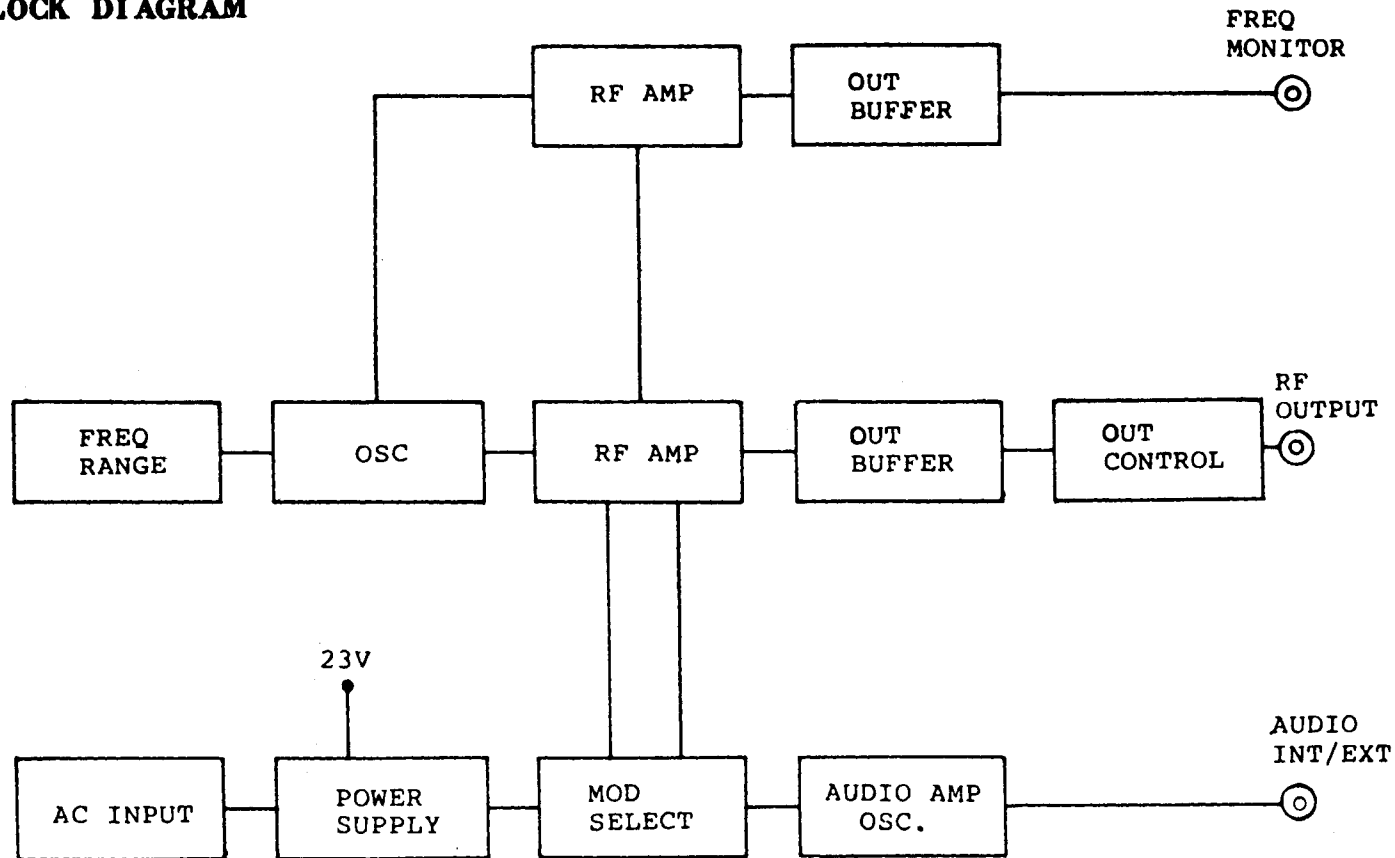 LOCK DIAGRAM
FREQ
MONITOR
RF AMP
OUT
BUFFER
RF
OUTPUT
FREQ
RANGE
OSC
RF AMP
OUT
BUFFER
OUT
CONTROL
23V
AUDIO
INT/EXT
AC INPUT
POWER
SUPPLY
MOD
SELECT
AUDIO AMP
OSC.